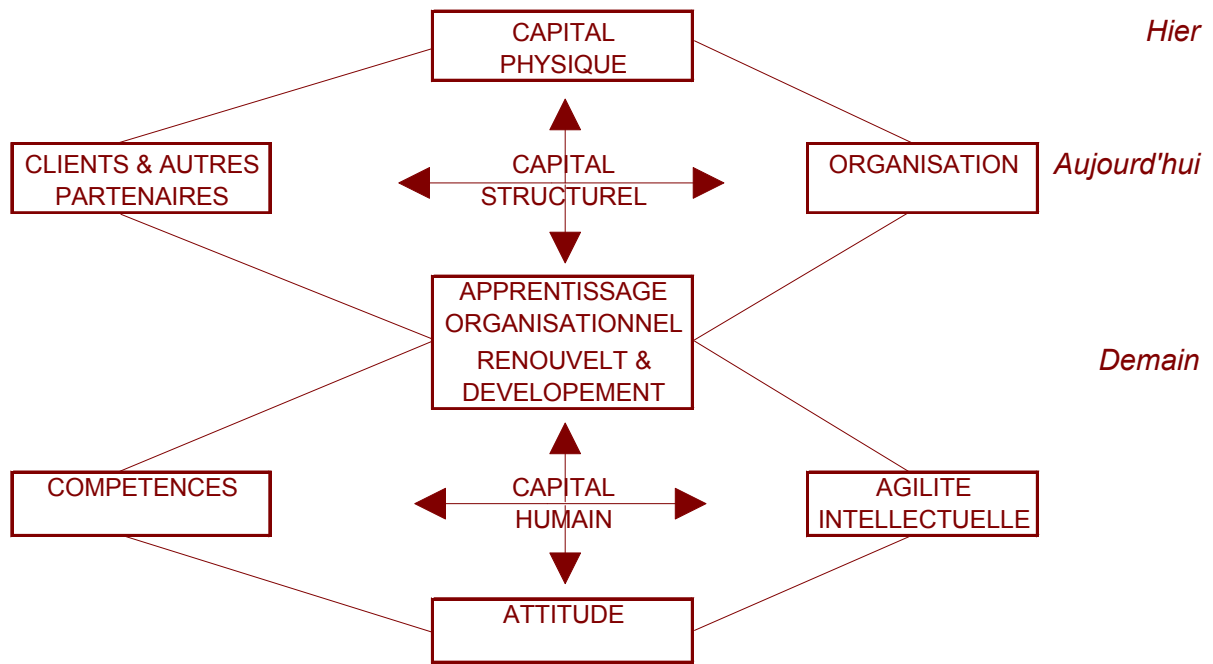 CAPITAL
PHYSIQUE
Hier
CLIENTS & AUTRES
PARTENAIRES
CAPITAL
STRUCTUREL
ORGANISATION
Aujourd'hui
APPRENTISSAGE
ORGANISATIONNEL
RENOUVELT &
DEVELOPEMENT
Demain
COMPETENCES
CAPITAL
HUMAIN
AGILITE
INTELLECTUELLE
ATTITUDE